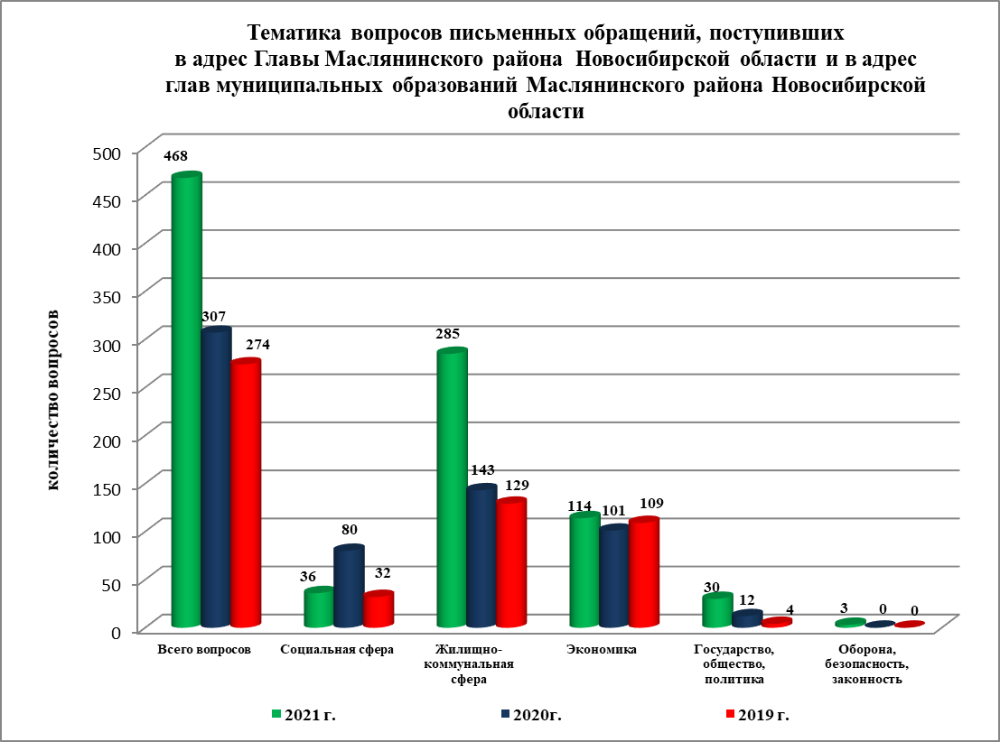 Тематика вопросов письменных обращений, поступивших
в адрес Главы Маслянинского района Новосибирской области и в адрес
глав муниципальных образований Маслянинского района Новосибирской
области
количество вопросов
500
450
400
350
300
250
200
150
100
50
0
468
307
274
36
80
32
285
143
129
114
101
109
30
12
4
3
0
0
Всего вопросов
Социальная сфера
Жилищно-
коммунальная
сфера
Экономика
Государство,
общество,
политика
Оборона,
безопасность,
законность
2021 г.
2020г.
2019 г.